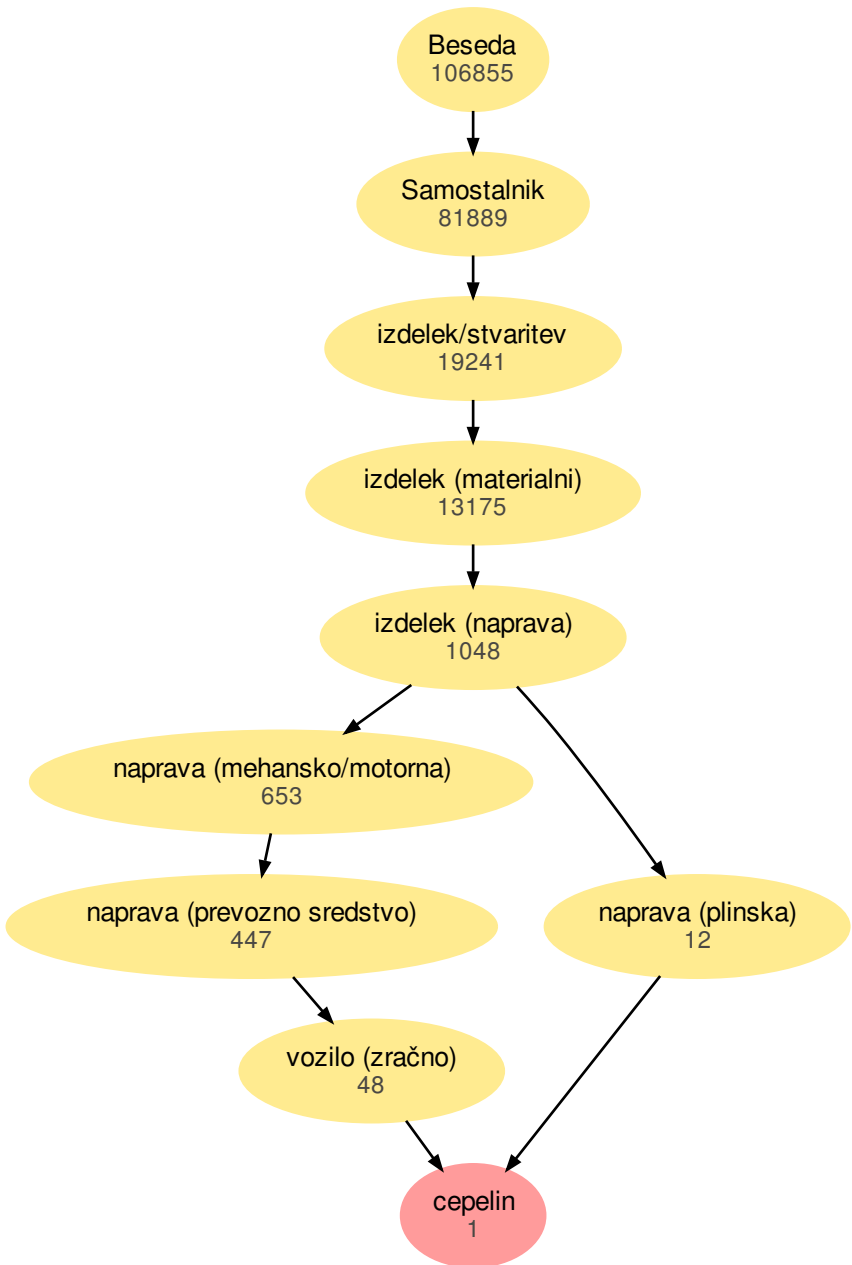 Beseda
106855
Samostalnik
81889
izdelek/stvaritev
19241
izdelek (materialni)
13175
izdelek (naprava)
1048
naprava (mehansko/motorna)
653
naprava (prevozno sredstvo)
447
naprava (plinska)
12
vozilo (zračno)
48
cepelin
1